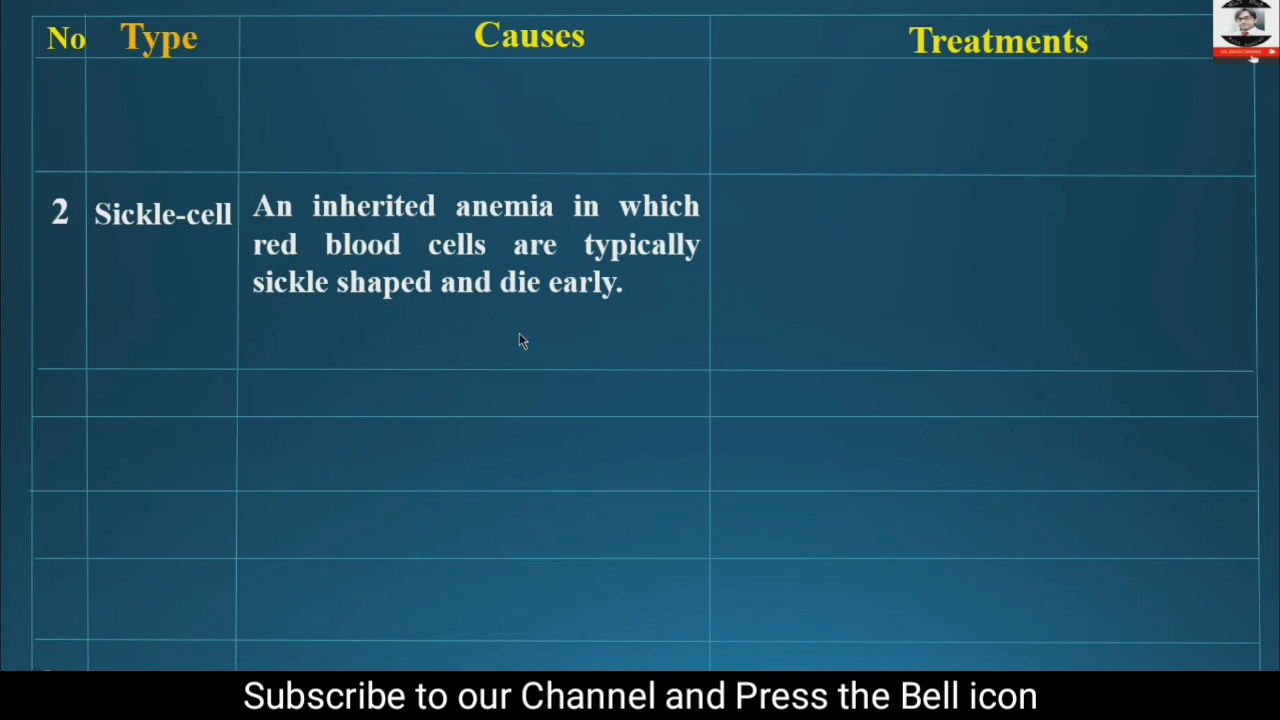 No Type Causes Treatments
2 Sickle-cell An inherited anemia in which
red blood cells are typically
sickle shaped and die early.
Subscribe to our Channel and Press the Bell icon